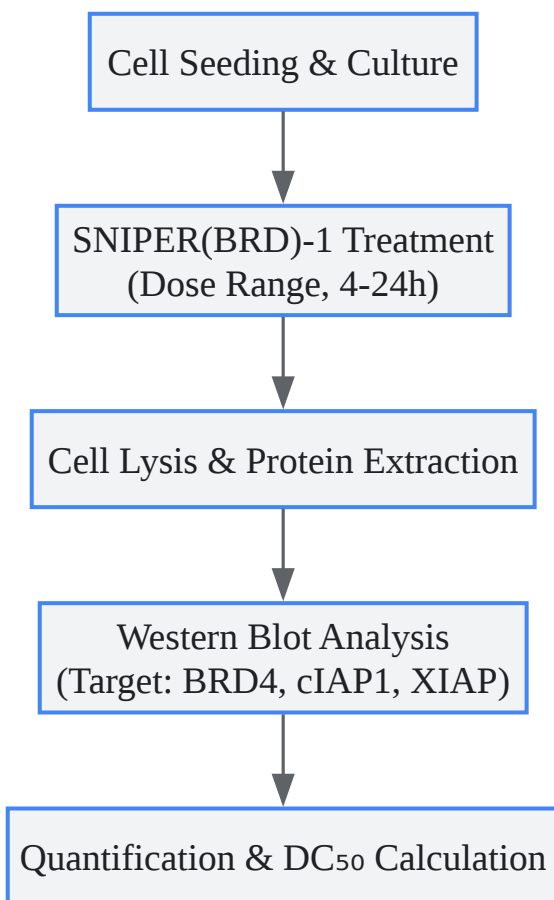 Cell Seeding & Culture
SNIPER(BRD)-1 Treatment
(Dose Range, 4-24h)
Cell Lysis & Protein Extraction
Western Blot Analysis
(Target: BRD4, cIAP1, XIAP)
Quantification & DC₅₀ Calculation